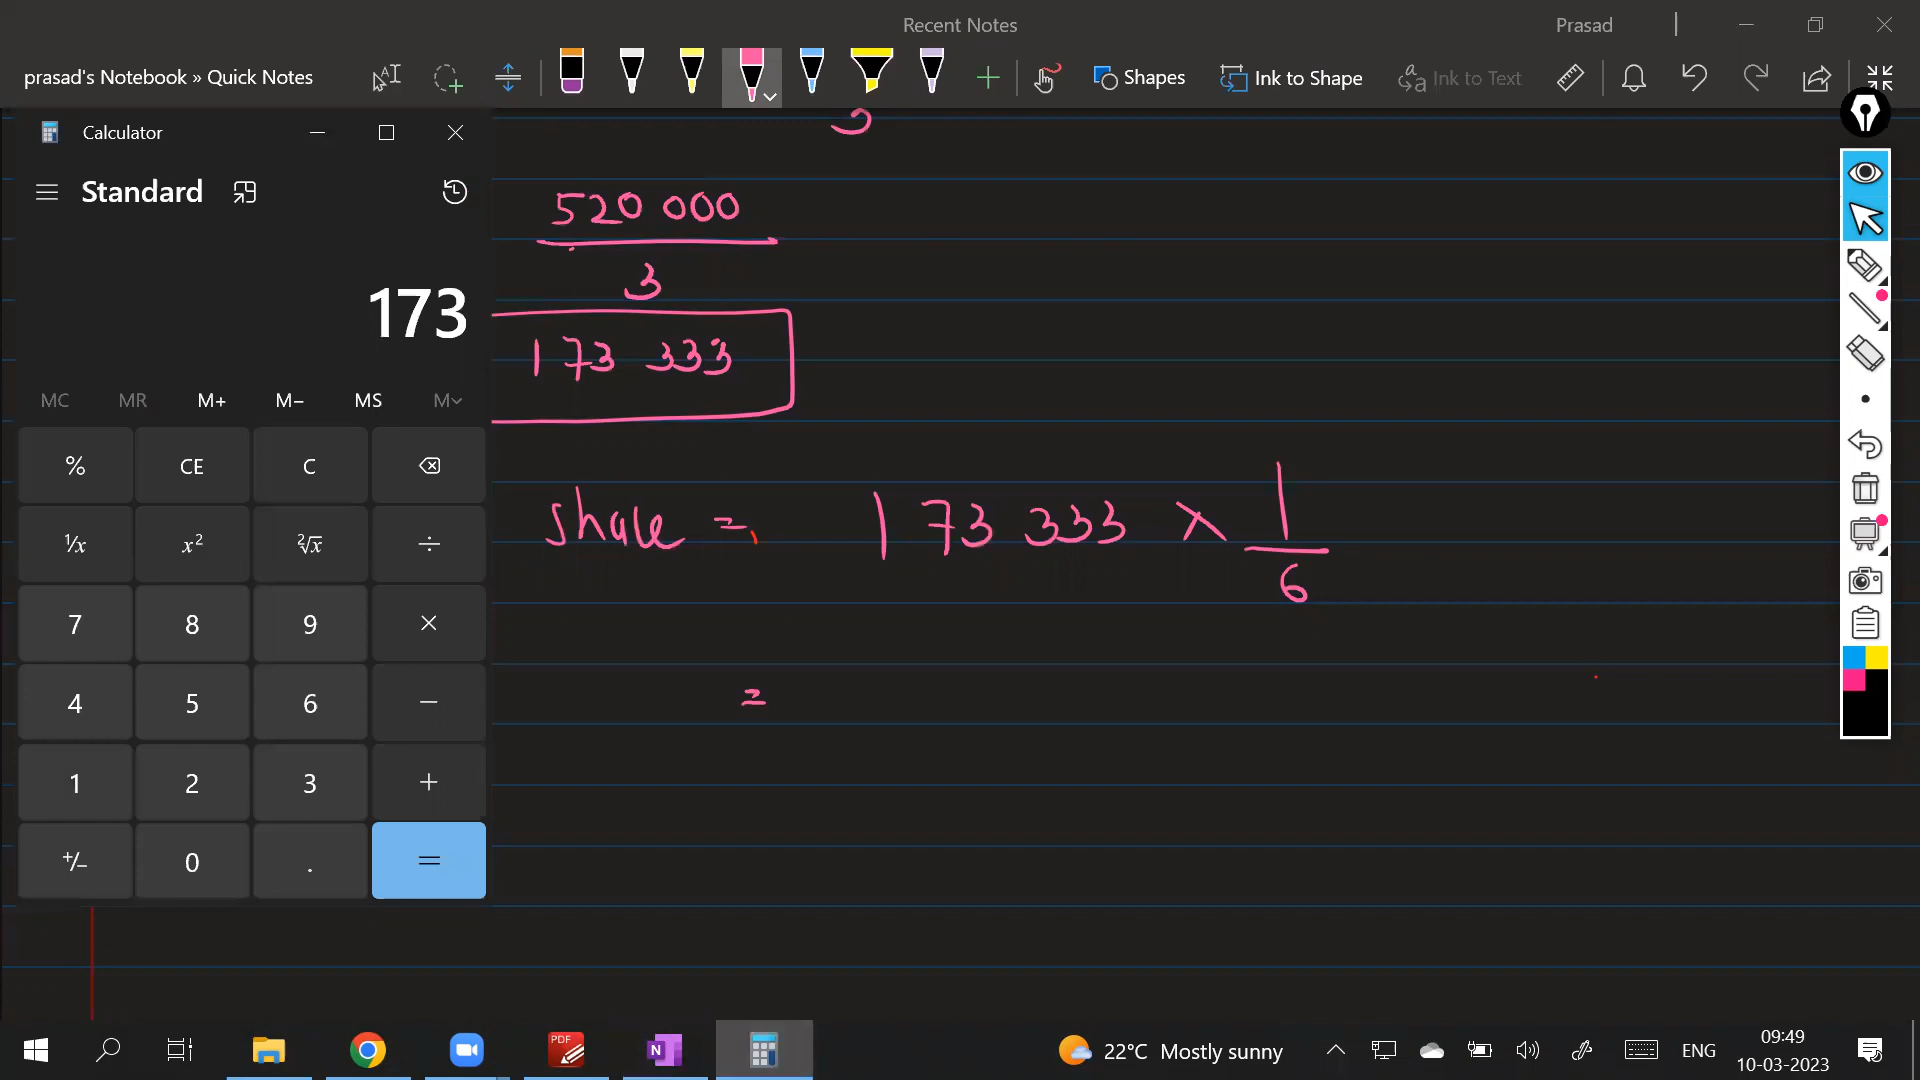 Recent Notes
Prasad
prasad's Notebook » Quick Notes
Shapes
Ink to Shape
Ink to Text
Calculator
Standard
173
MC MR M+ M− MS M
% CE C
¹/x x² ²√x ÷
7 8 9 ×
4 5 6 −
1 2 3 +
+/− 0 . =
520 000
3
173 333
share = 173 333 × 1
6
=
PDF
N
22°C Mostly sunny
ENG
09:49
10-03-2023